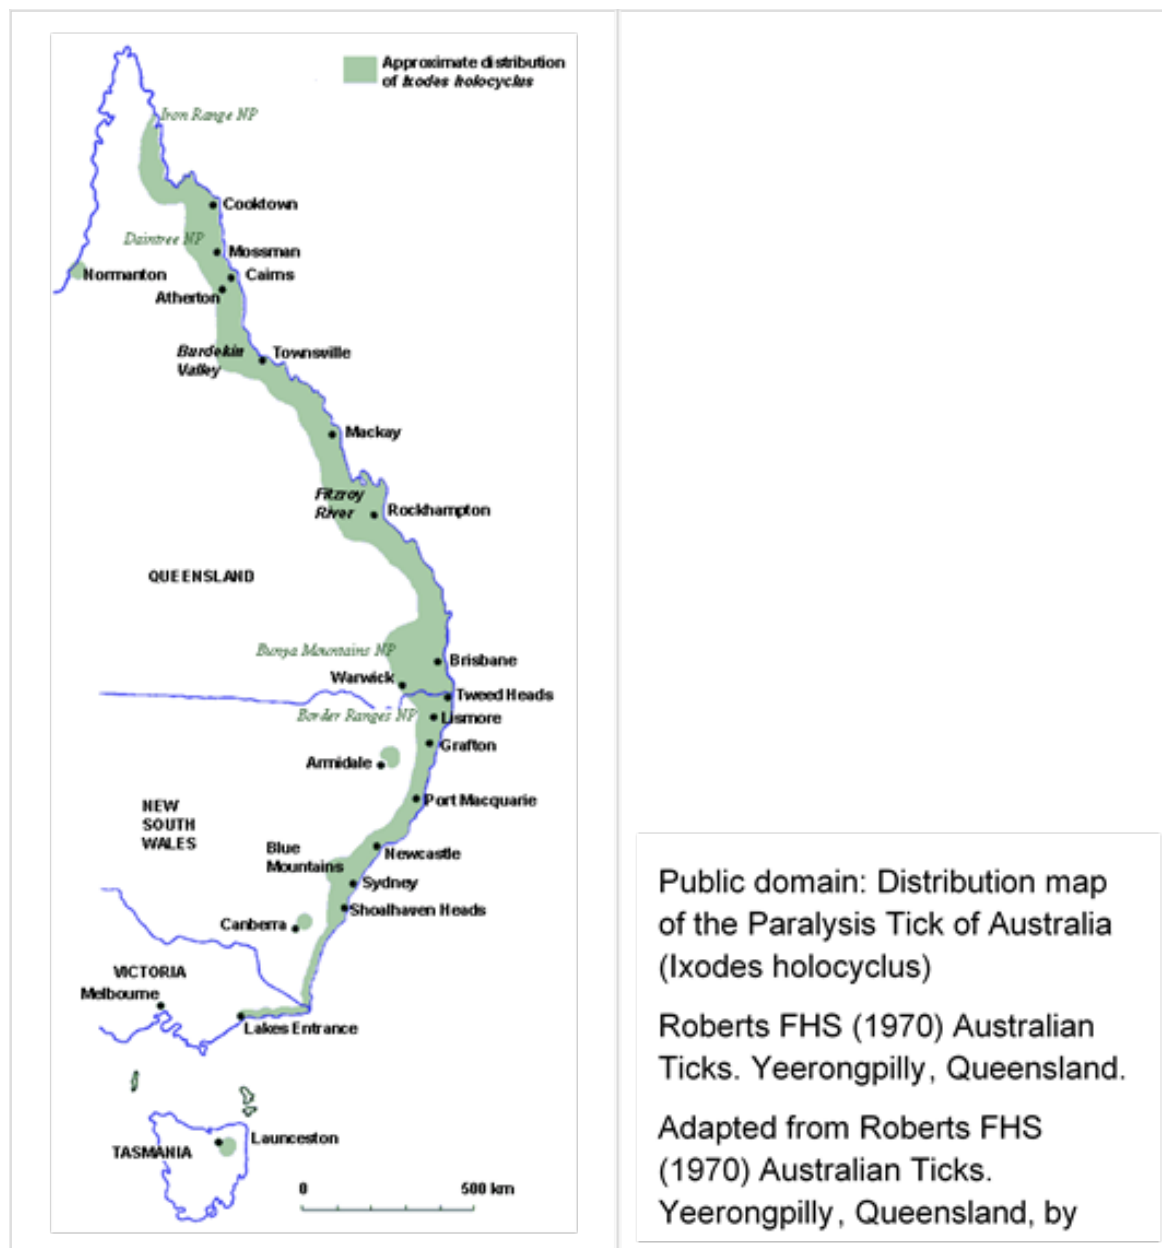 Approximate distribution
of Ixodes holocyclus
Iron Range NP
Cooktown
Daintree NP
Mossman
Normanton
Cairns
Atherton
Burdekin
Valley
Townsville
Mackay
Fitzroy
River
Rockhampton
QUEENSLAND
Bunya Mountains NP
Brisbane
Warwick
Tweed Heads
Border Ranges NP
Lismore
Grafton
Armidale
Port Macquarie
NEW
SOUTH
WALES
Blue
Mountains
Newcastle
Sydney
Shoalhaven Heads
Canberra
VICTORIA
Melbourne
Lakes Entrance
Launceston
TASMANIA
0 500 km
Public domain: Distribution map
of the Paralysis Tick of Australia
(Ixodes holocyclus)
Roberts FHS (1970) Australian
Ticks. Yeerongpilly, Queensland.
Adapted from Roberts FHS
(1970) Australian Ticks.
Yeerongpilly, Queensland, by